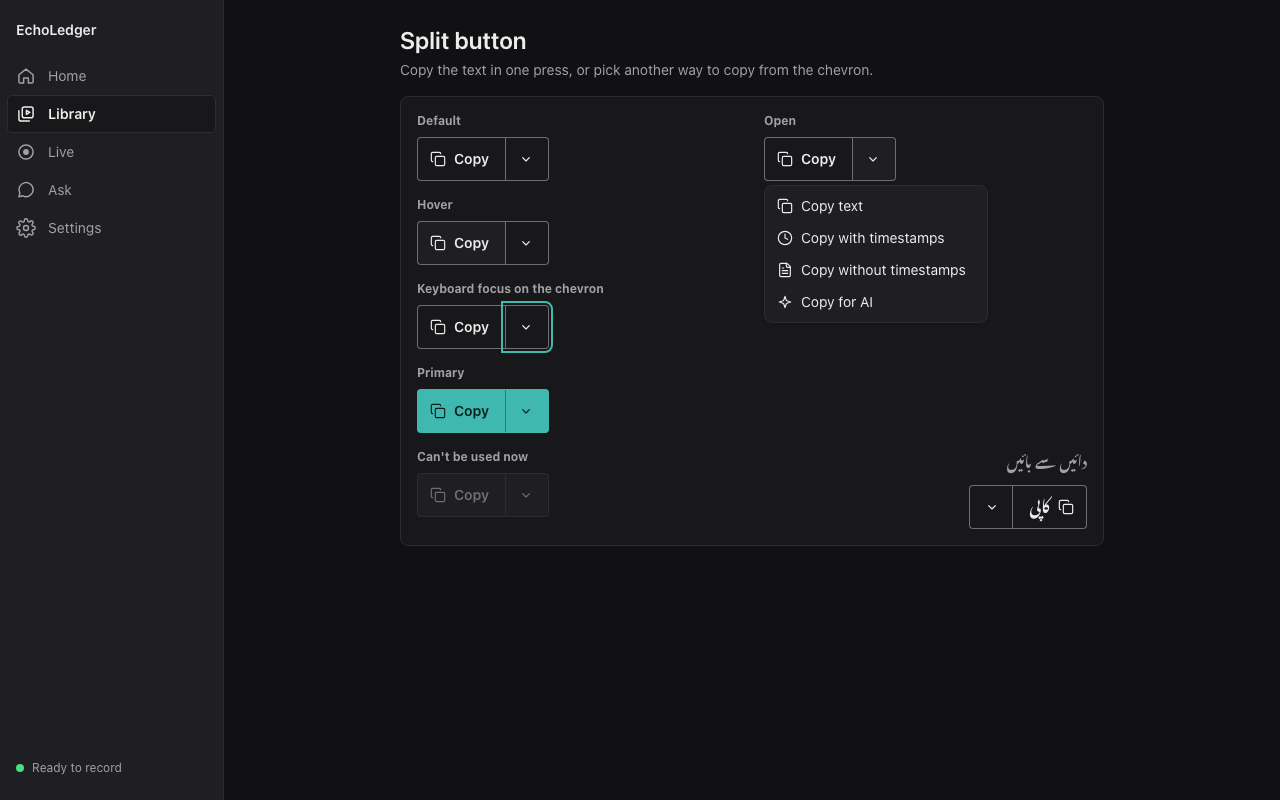 EchoLedger
Home
Library
Live
Ask
Settings
Ready to record
Split button
Copy the text in one press, or pick another way to copy from the chevron.
Default
Copy
Hover
Copy
Keyboard focus on the chevron
Copy
Primary
Copy
Can't be used now
Copy
Open
Copy
Copy text
Copy with timestamps
Copy without timestamps
Copy for AI
دائیں سے بائیں
کاپی